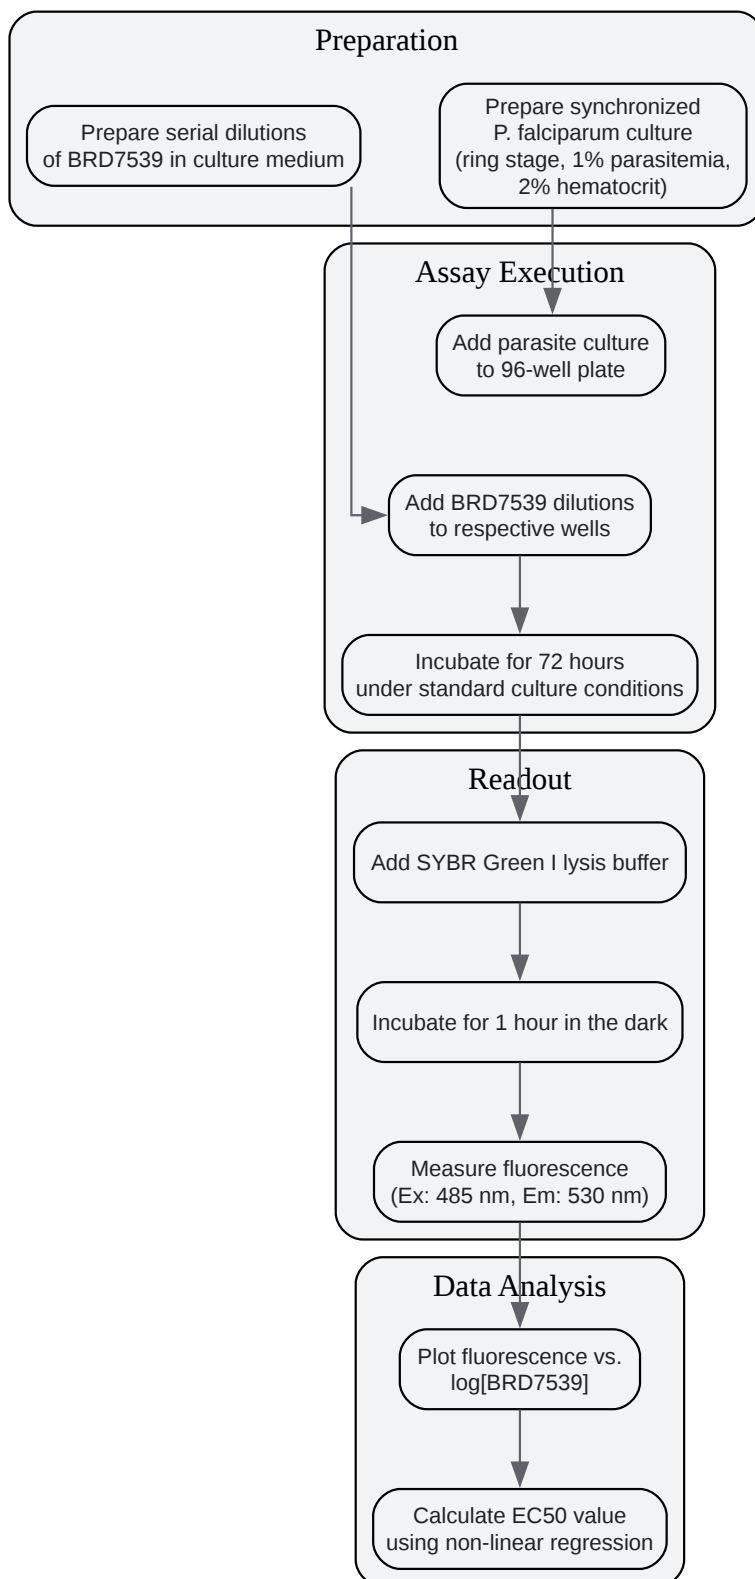 Preparation
Prepare serial dilutions
of BRD7539 in culture medium
Prepare synchronized
P. falciparum culture
(ring stage, 1% parasitemia,
2% hematocrit)
Assay Execution
Add parasite culture
to 96-well plate
Add BRD7539 dilutions
to respective wells
Incubate for 72 hours
under standard culture conditions
Readout
Add SYBR Green I lysis buffer
Incubate for 1 hour in the dark
Measure fluorescence
(Ex: 485 nm, Em: 530 nm)
Data Analysis
Plot fluorescence vs.
log[BRD7539]
Calculate EC50 value
using non-linear regression